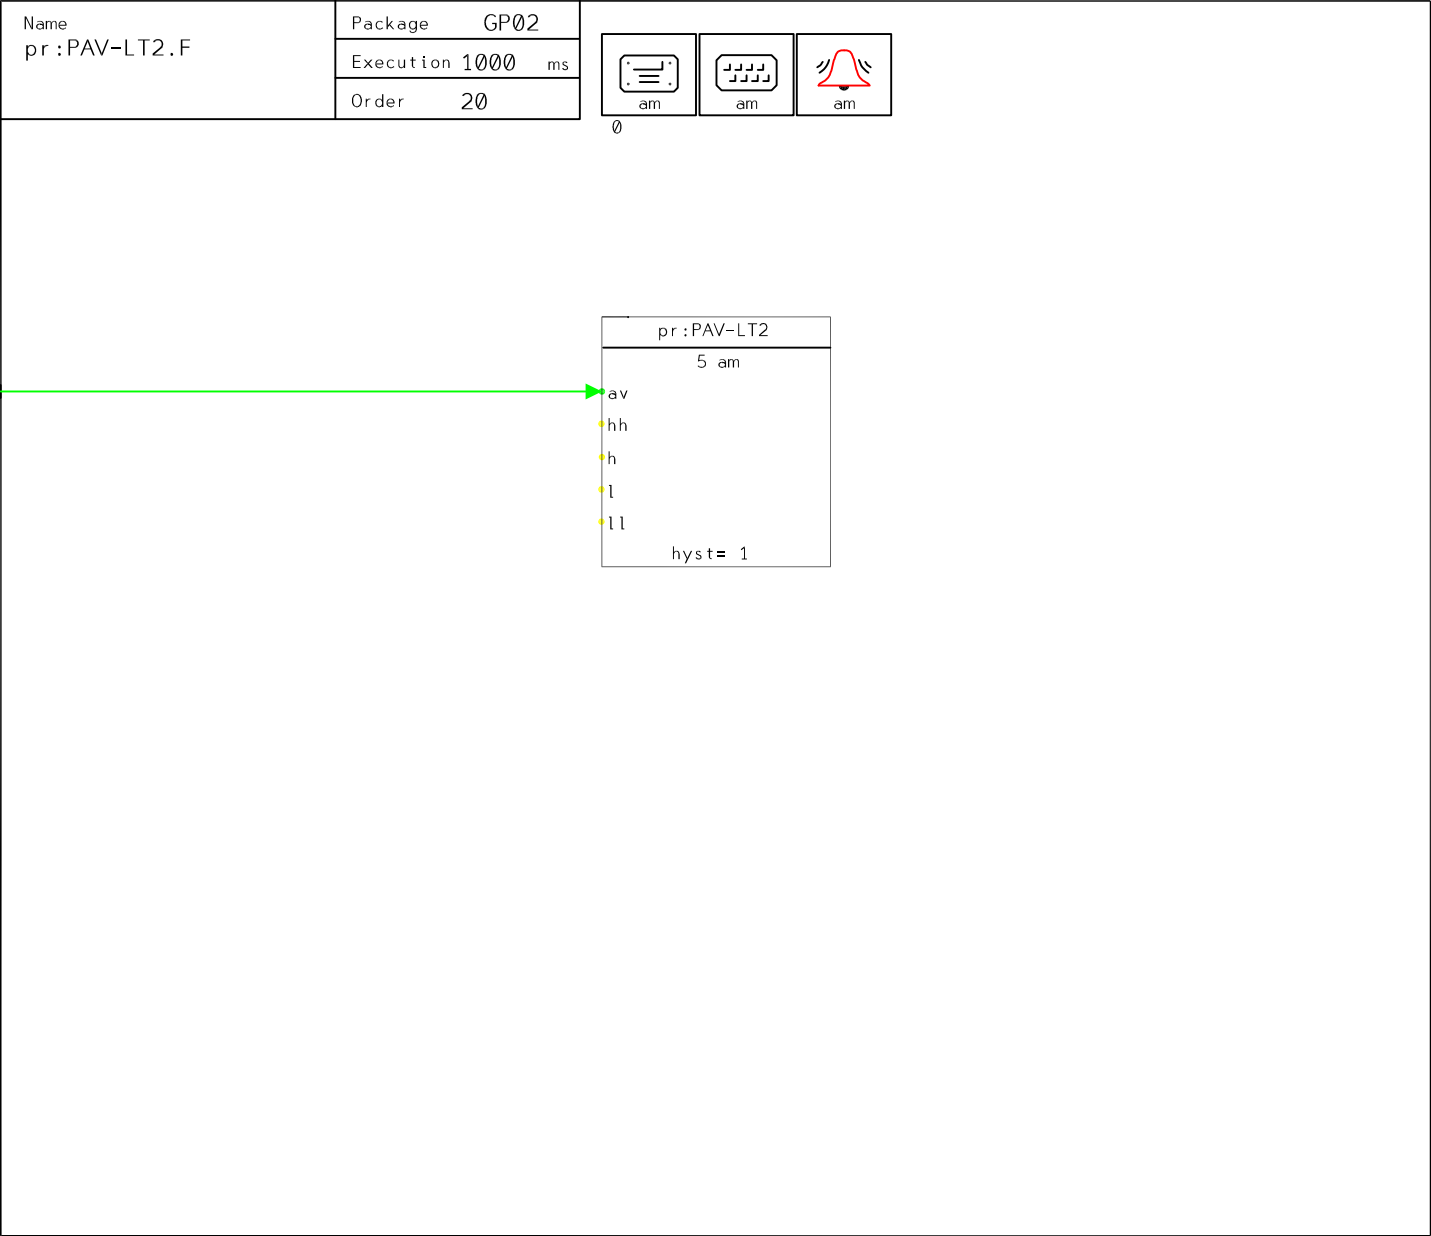 Name
pr:PAV-LT2.F
Package GP02
Execution 1000 ms
Order 20
am am am
0
pr:PAV-LT2
5 am
av
hh
h
l
ll
hyst= 1